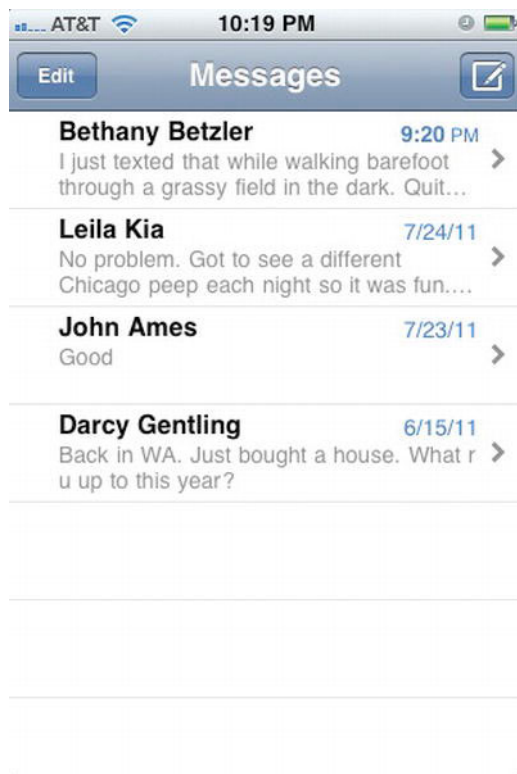 AT&T 10:19 PM
Edit Messages
Bethany Betzler 9:20 PM
I just texted that while walking barefoot
through a grassy field in the dark. Quit...
Leila Kia 7/24/11
No problem. Got to see a different
Chicago peep each night so it was fun....
John Ames 7/23/11
Good
Darcy Gentling 6/15/11
Back in WA. Just bought a house. What r
u up to this year?